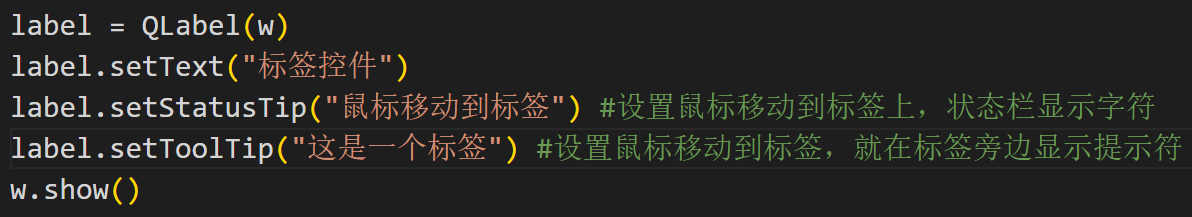 label = QLabel(w)
label.setText("标签控件")
label.setStatusTip("鼠标移动到标签") #设置鼠标移动到标签上，状态栏显示字符
label.setToolTip("这是一个标签") #设置鼠标移动到标签，就在标签旁边显示提示符
w.show()